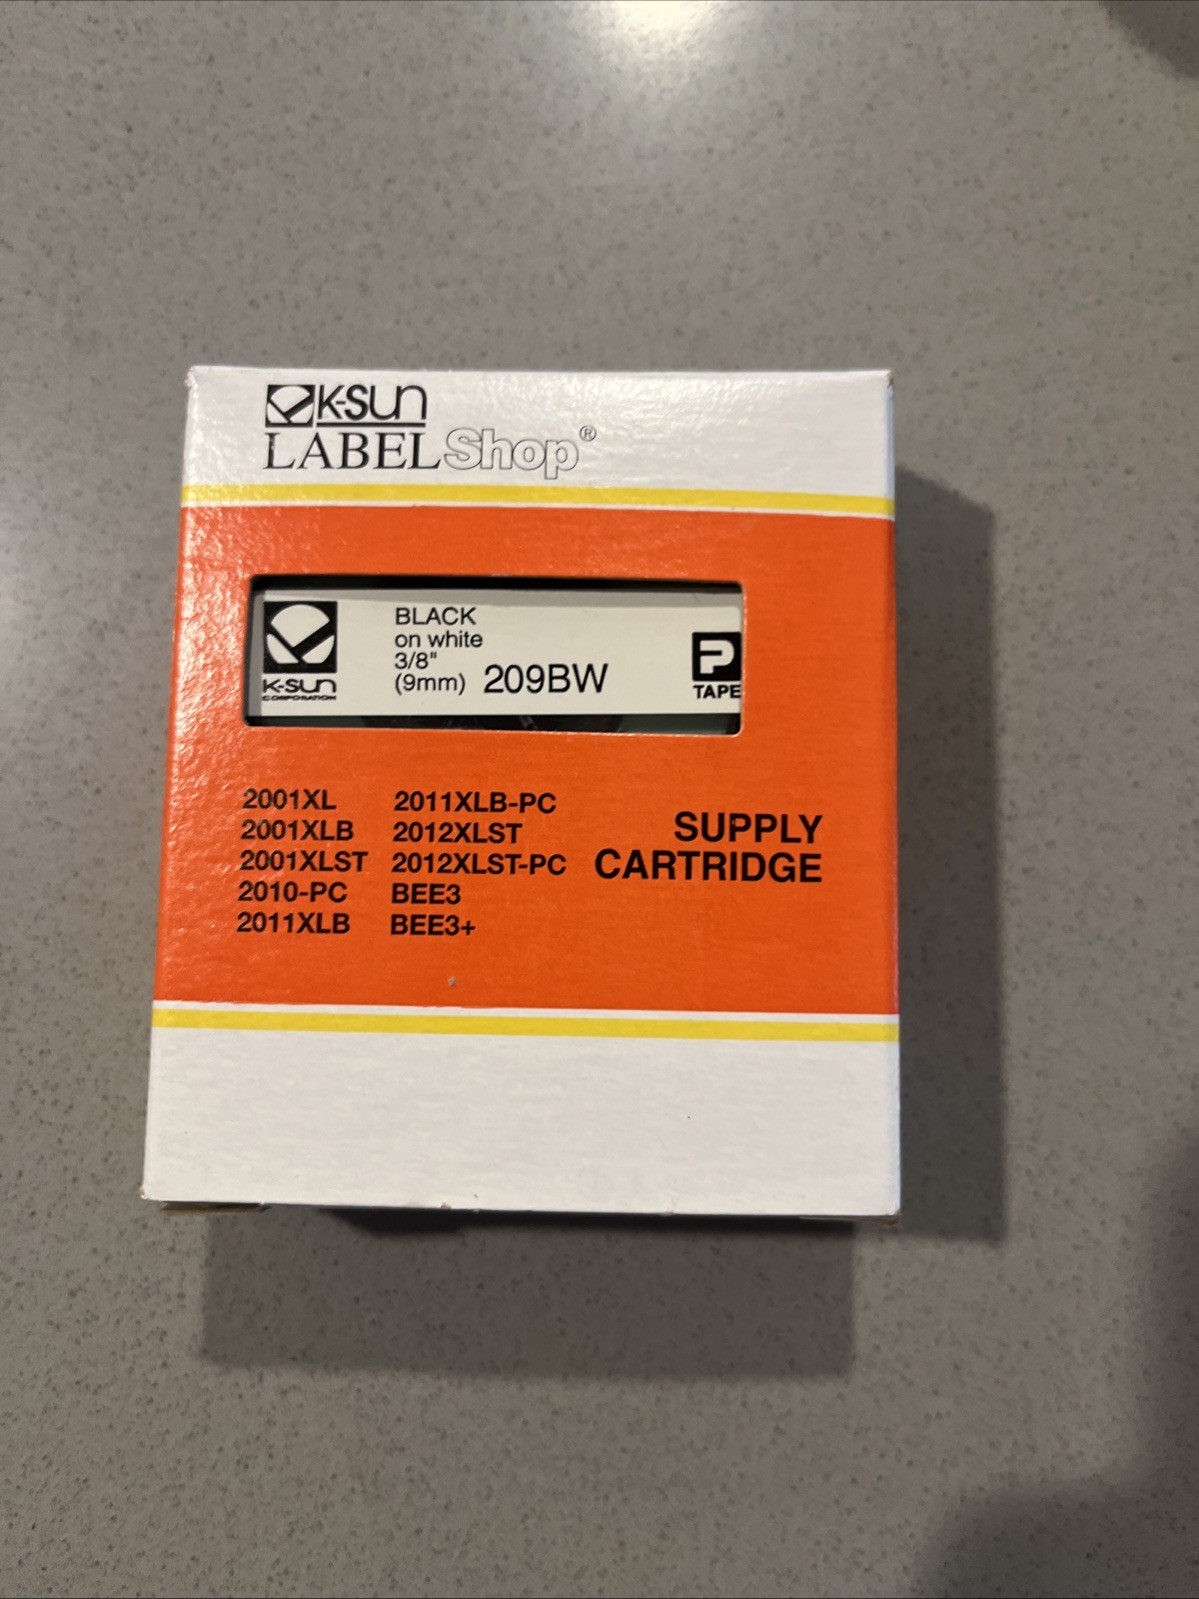 K-Sun
LABELShop®
K-Sun
CORPORATION
BLACK
on white
3/8"
(9mm) 209BW
P
TAPE
2001XL 2011XLB-PC
2001XLB 2012XLST
2001XLST 2012XLST-PC
2010-PC BEE3
2011XLB BEE3+
SUPPLY
CARTRIDGE